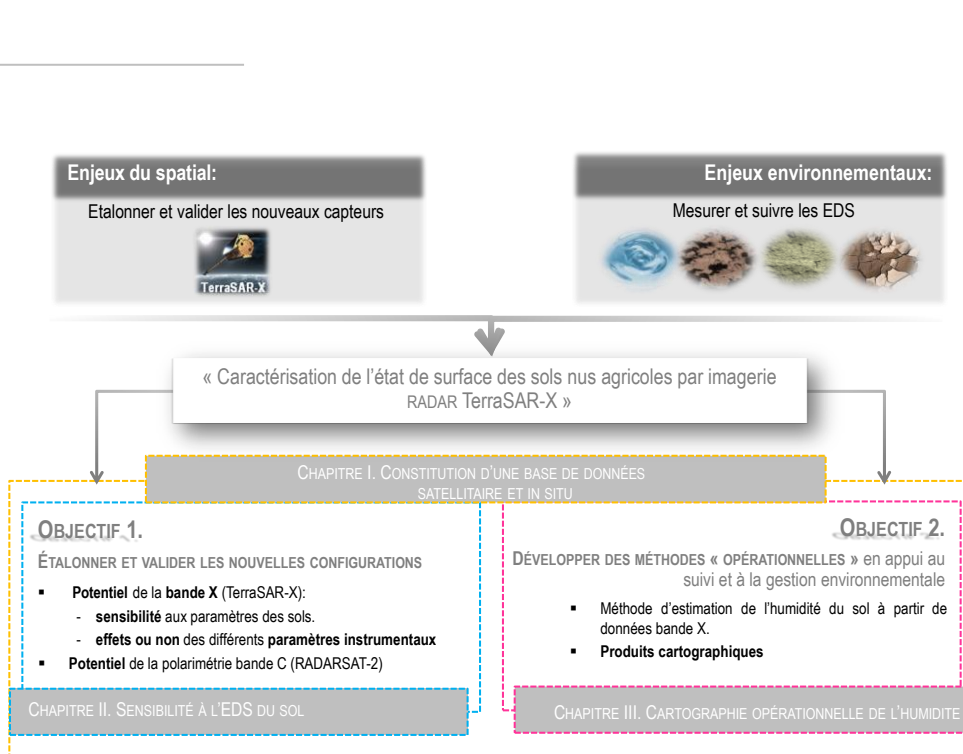 Enjeux du spatial:
Etalonner et valider les nouveaux capteurs
TerraSAR-X
Enjeux environnementaux:
Mesurer et suivre les EDS
« Caractérisation de l’état de surface des sols nus agricoles par imagerie
RADAR TerraSAR-X »
CHAPITRE I. CONSTITUTION D’UNE BASE DE DONNÉES
SATELLITAIRE ET IN SITU
OBJECTIF 1.
ÉTALONNER ET VALIDER LES NOUVELLES CONFIGURATIONS
▪ Potentiel de la bande X (TerraSAR-X):
- sensibilité aux paramètres des sols.
- effets ou non des différents paramètres instrumentaux
▪ Potentiel de la polarimétrie bande C (RADARSAT-2)
CHAPITRE II. SENSIBILITÉ À L’EDS DU SOL
OBJECTIF 2.
DÉVELOPPER DES MÉTHODES « OPÉRATIONNELLES » en appui au
suivi et à la gestion environnementale
▪ Méthode d’estimation de l’humidité du sol à partir de
données bande X.
▪ Produits cartographiques
CHAPITRE III. CARTOGRAPHIE OPÉRATIONNELLE DE L’HUMIDITE